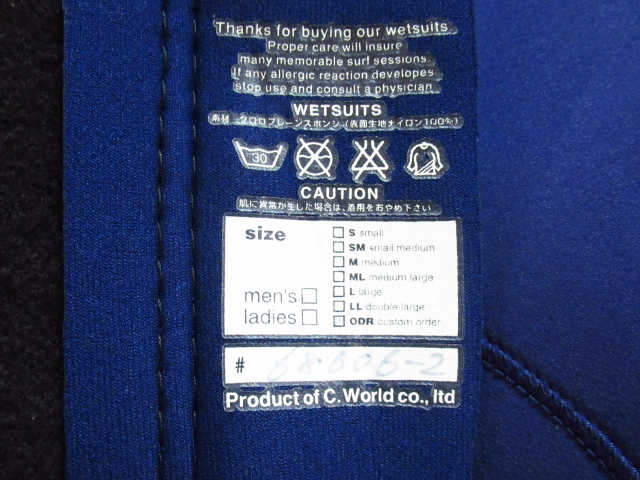 Thanks for buying our wetsuits.
Proper care will insure
many memorable surf sessions.
If any allergic reaction developes
stop use and consult a physician
WETSUITS
素材 クロロプレーンスポンジ(表面生地ナイロン100%)
30
CAUTION
肌に異常が生じた場合は、着用をおやめ下さい
size
S small
SM small medium
M medium
ML medium large
L large
LL double large
ODR custom order
men's
ladies
# 68606-2
Product of C.World co., ltd